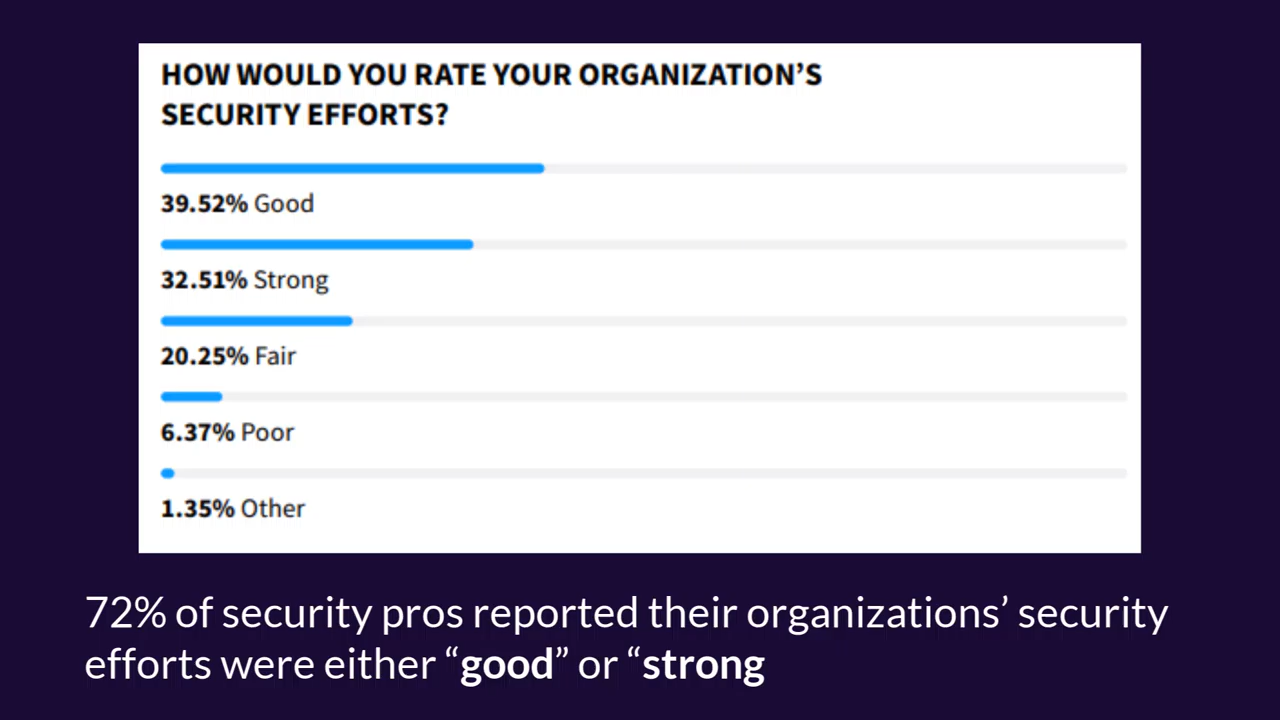 HOW WOULD YOU RATE YOUR ORGANIZATION’S
SECURITY EFFORTS?
39.52% Good
32.51% Strong
20.25% Fair
6.37% Poor
1.35% Other
72% of security pros reported their organizations’ security
efforts were either “good” or “strong